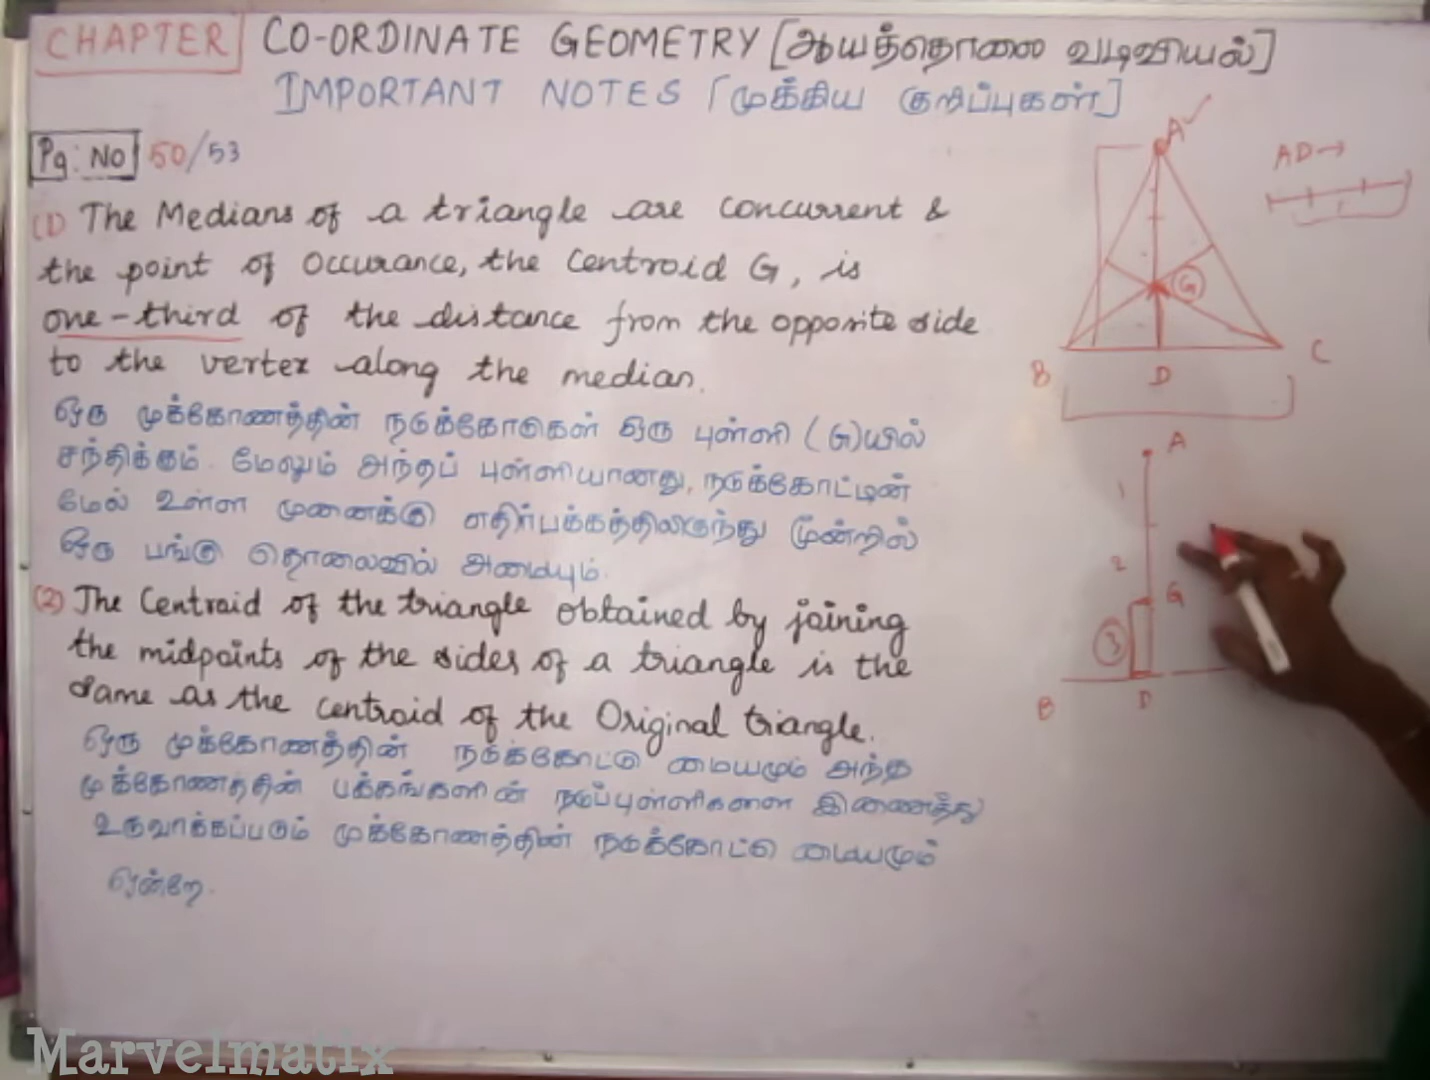 CHAPTER CO-ORDINATE GEOMETRY [ஆயத்தொலை வடிவியல்]
IMPORTANT NOTES [முக்கிய குறிப்புகள்]
Pg: No 50/53
(1) The Medians of a triangle are concurrent &
the point of Occurance, the Centroid G, is
one-third of the distance from the opposite side
to the vertex along the median.
ஒரு முக்கோணத்தின் நடுக்கோடுகள் ஒரு புள்ளி (G)யில்
சந்திக்கும். மேலும் அந்தப் புள்ளியானது, நடுக்கோட்டின்
மேல் உள்ள முனைக்கு எதிர்பக்கத்திலிருந்து மூன்றில்
ஒரு பங்கு தொலைவில் அமையும்.
(2) The Centroid of the triangle obtained by joining
the midpoints of the sides of a triangle is the
same as the centroid of the Original triangle.
ஒரு முக்கோணத்தின் நடுக்கோட்டு மையமும் அந்த
முக்கோணத்தின் பக்கங்களின் நடுப்புள்ளிகளை இணைத்து
உருவாக்கப்படும் முக்கோணத்தின் நடுக்கோட்டு மையமும்
ஒன்றே.
A
AD→
G
B D C
A
1
2
G
3
B D
Marvelmatix